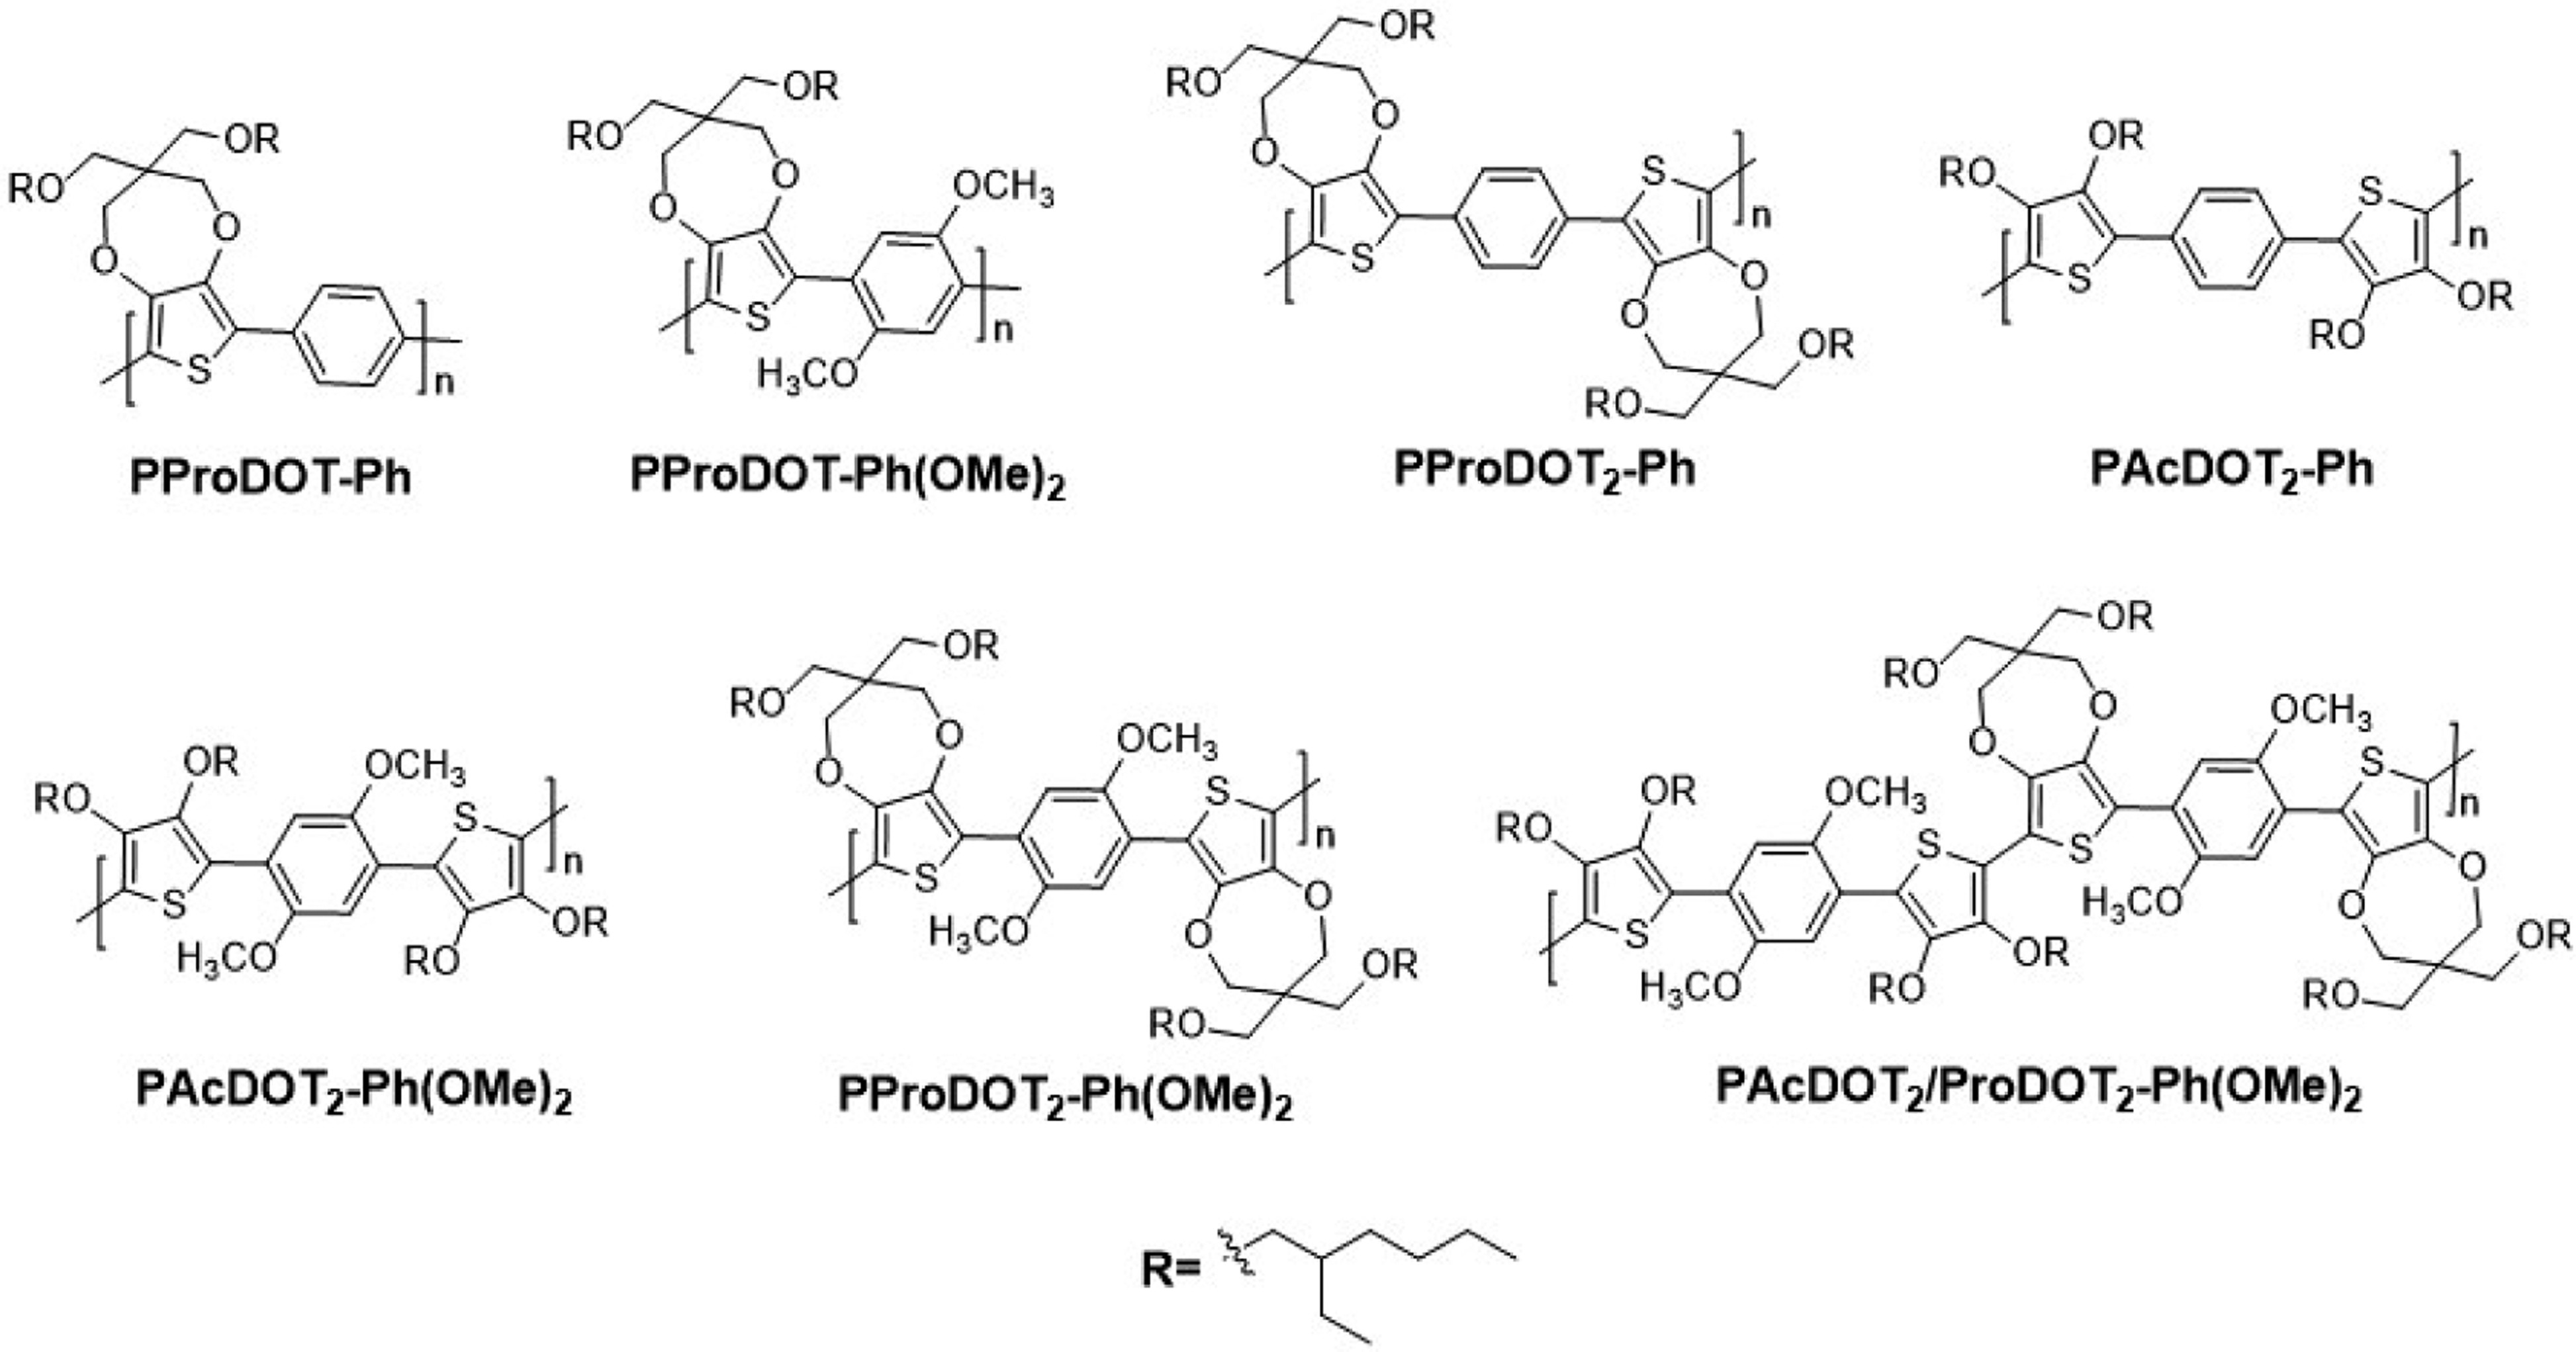 OR
RO
O
O
S
n
PProDOT-Ph
OR
RO
O
O
OCH3
S
n
H3CO
PProDOT-Ph(OMe)2
OR
RO
O
O
S
S
n
O
O
OR
RO
PProDOT2-Ph
OR
RO
S
S
n
OR
RO
PAcDOT2-Ph
OR
RO
OCH3
S
S
n
OR
H3CO
RO
PAcDOT2-Ph(OMe)2
OR
RO
O
O
OCH3
S
S
n
O
O
H3CO
OR
RO
PProDOT2-Ph(OMe)2
OR
RO
O
O
OCH3
OR
RO
OCH3
S
S
S
S
n
O
O
H3CO
OR
H3CO
RO
OR
RO
PAcDOT2/ProDOT2-Ph(OMe)2
R=